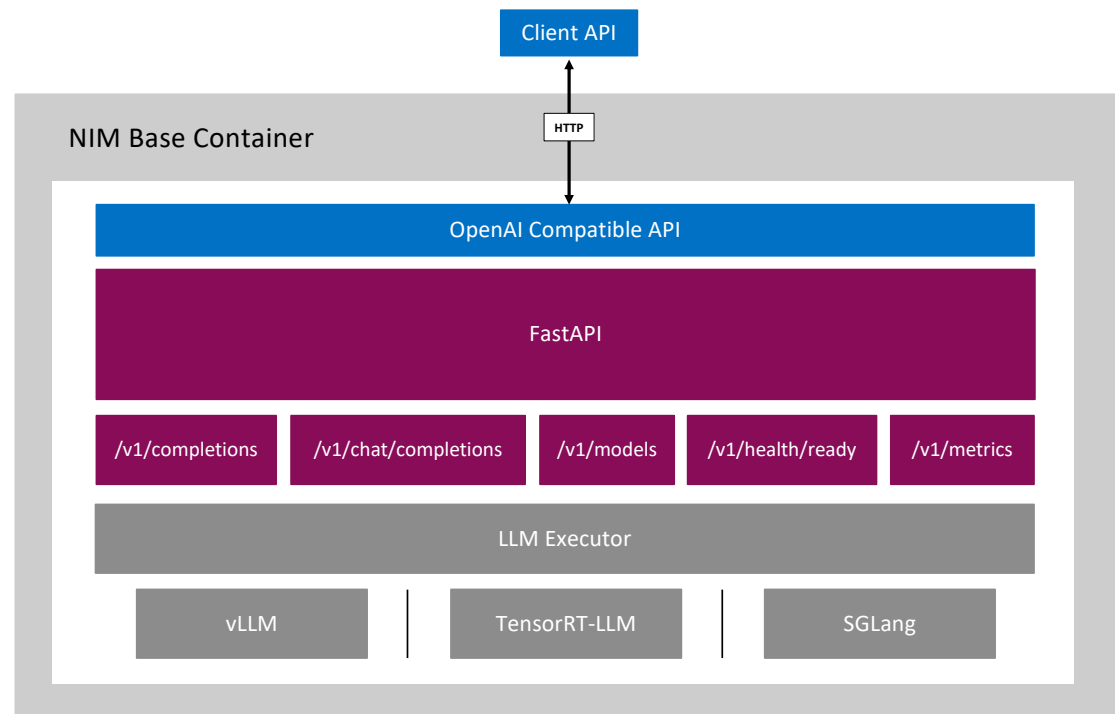 Client API
HTTP
NIM Base Container
OpenAI Compatible API
FastAPI
/v1/completions
/v1/chat/completions
/v1/models
/v1/health/ready
/v1/metrics
LLM Executor
vLLM
TensorRT-LLM
SGLang